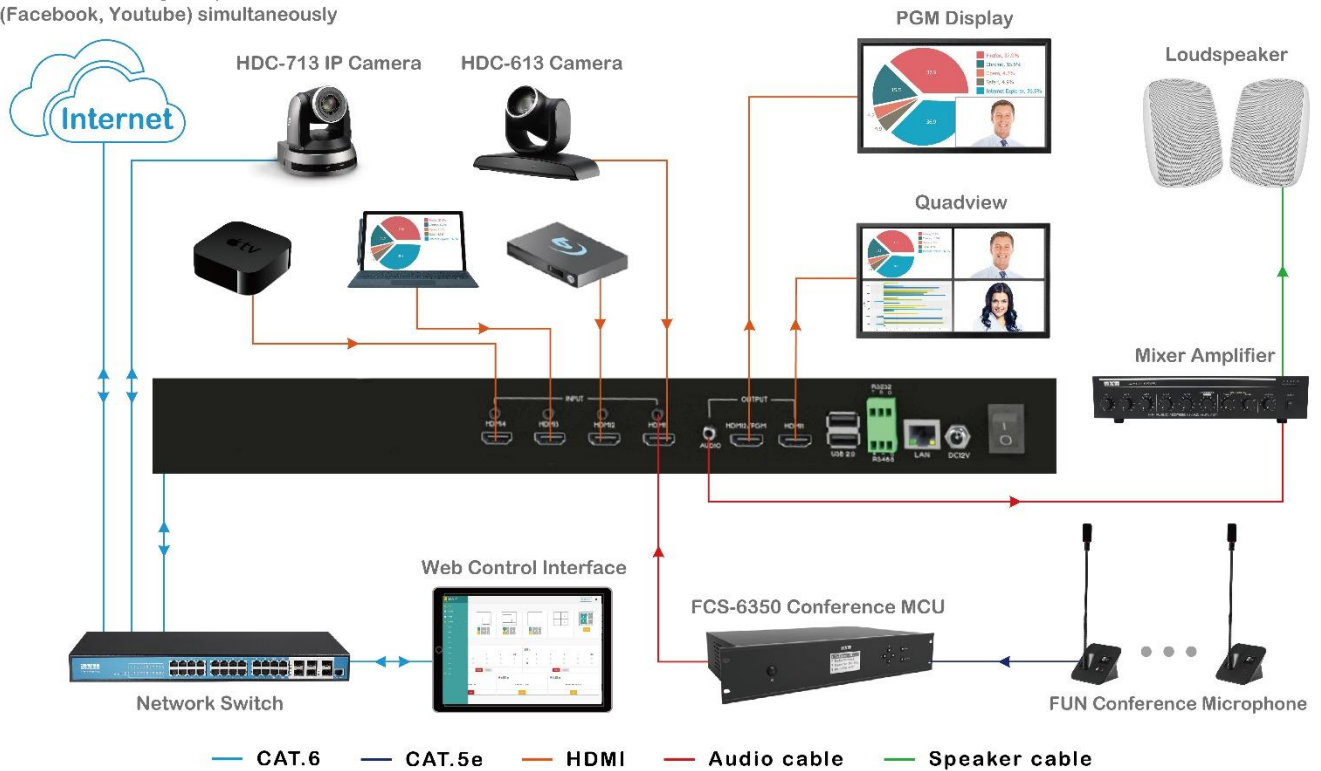 (Facebook, Youtube) simultaneously
PGM Display
Loudspeaker
HDC-713 IP Camera
HDC-613 Camera
Internet
tv
Quadview
Mixer Amplifier
INPUT
OUTPUT
RS232
HDMI4
HDMI3
HDMI2
HDMI1
AUDIO
HDMI2/PGM
HDMI1
USB 2.0
RS485
LAN
DC12V
Web Control Interface
FCS-6350 Conference MCU
Network Switch
FUN Conference Microphone
CAT.6
CAT.5e
HDMI
Audio cable
Speaker cable